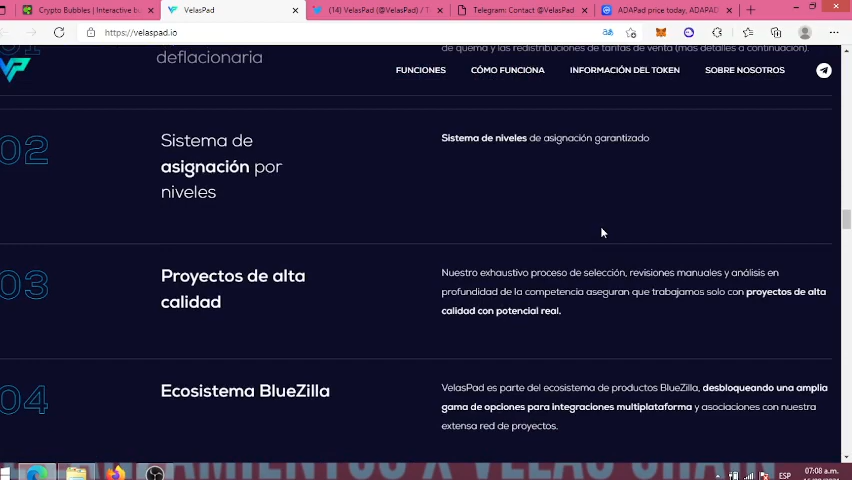 Crypto Bubbles | Interactive bu
VelasPad
(14) VelasPad (@VelasPad) / T
Telegram: Contact @VelasPad
ADAPad price today, ADAPAD
https://velaspad.io
01
deflacionaria
de quema y las redistribuciones de tarifas de venta (más detalles a continuación).
VP
FUNCIONES
CÓMO FUNCIONA
INFORMACIÓN DEL TOKEN
SOBRE NOSOTROS
02
Sistema de
asignación por
niveles
Sistema de niveles de asignación garantizado
03
Proyectos de alta
calidad
Nuestro exhaustivo proceso de selección, revisiones manuales y análisis en
profundidad de la competencia aseguran que trabajamos solo con proyectos de alta
calidad con potencial real.
04
Ecosistema BlueZilla
VelasPad es parte del ecosistema de productos BlueZilla, desbloqueando una amplia
gama de opciones para integraciones multiplataforma y asociaciones con nuestra
extensa red de proyectos.
X VELAS
ESP
07:08 a.m.